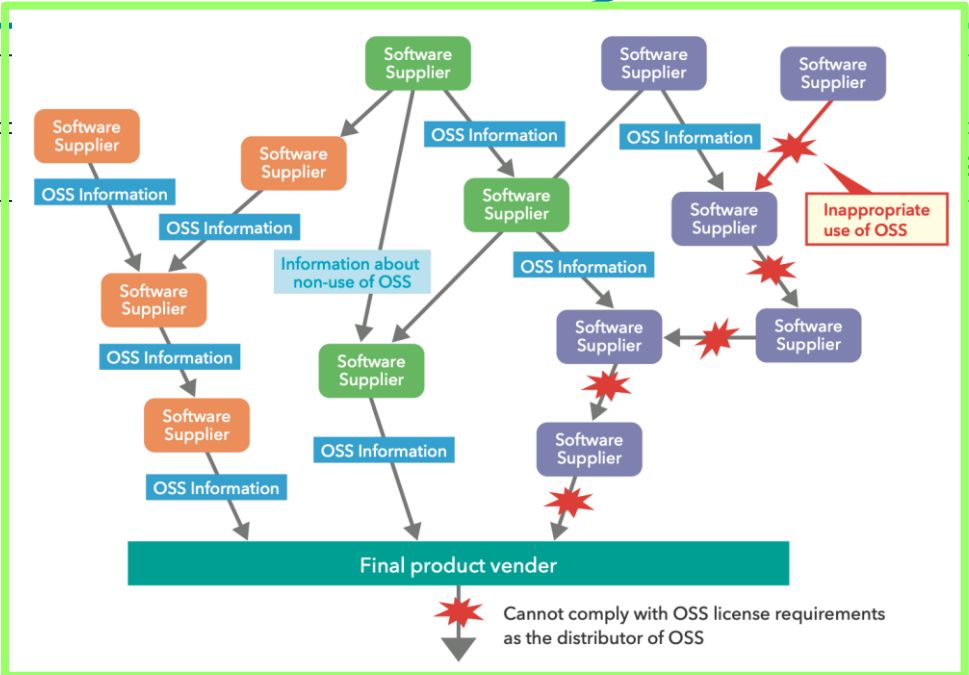 Software
Supplier
Software
Supplier
Software
Supplier
Software
Supplier
OSS Information
OSS Information
Software
Supplier
OSS Information
Software
Supplier
Inappropriate
use of OSS
Software
Supplier
OSS Information
Information about
non-use of OSS
OSS Information
Software
Supplier
Software
Supplier
Software
Supplier
OSS Information
Software
Supplier
Software
Supplier
Software
Supplier
OSS Information
OSS Information
Final product vender
Cannot comply with OSS license requirements
as the distributor of OSS